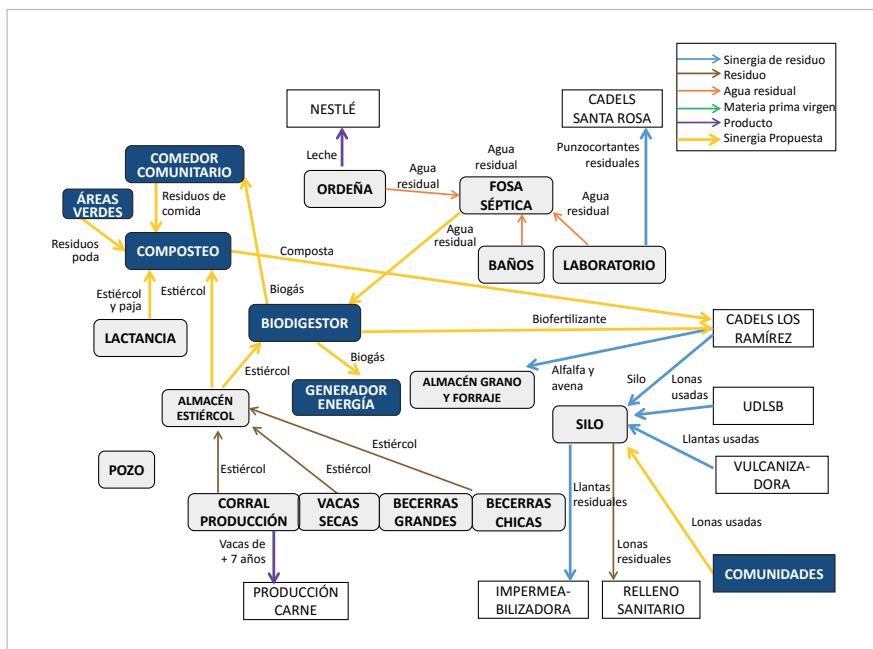 Sinergia de residuo
Residuo
Agua residual
Materia prima virgen
Producto
Sinergia Propuesta
NESTLÉ
CADELS
SANTA ROSA
Leche
Punzocortantes
residuales
COMEDOR
COMUNITARIO
ORDEÑA
Agua
residual
Agua
residual
FOSA
SÉPTICA
Agua
residual
ÁREAS
VERDES
Residuos de
comida
Residuos
poda
COMPOSTEO
Composta
Agua
residual
BAÑOS
LABORATORIO
Estiércol
y paja
Estiércol
Biogás
LACTANCIA
BIODIGESTOR
Biofertilizante
CADELS LOS
RAMÍREZ
Estiércol
Biogás
Alfalfa y
avena
Silo
Lonas
usadas
GENERADOR
ENERGÍA
ALMACÉN GRANO
Y FORRAJE
ALMACÉN
ESTIÉRCOL
SILO
UDLSB
Llantas usadas
VULCANIZA-
DORA
POZO
Estiércol
Estiércol
Estiércol
Llantas
residuales
CORRAL
PRODUCCIÓN
VACAS
SECAS
BECERRAS
GRANDES
BECERRAS
CHICAS
Lonas usadas
Vacas de
+ 7 años
Lonas
residuales
COMUNIDADES
PRODUCCIÓN
CARNE
IMPERMEA-
BILIZADORA
RELLENO
SANITARIO